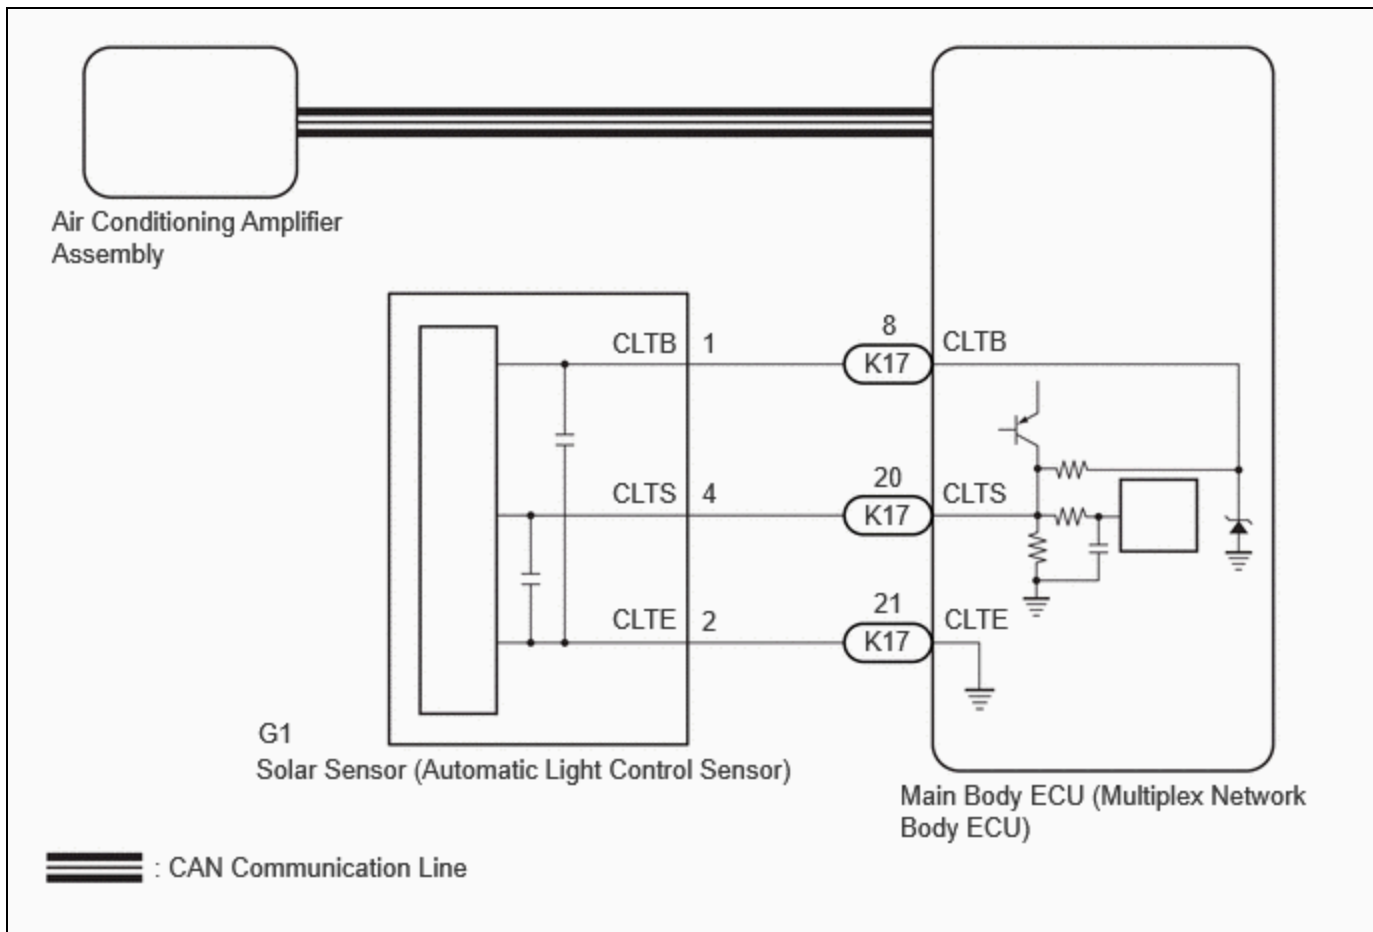 Air Conditioning Amplifier
Assembly
8
CLTB 1 K17 CLTB
20
CLTS 4 K17 CLTS
21
CLTE 2 K17 CLTE
G1
Solar Sensor (Automatic Light Control Sensor)
Main Body ECU (Multiplex Network
Body ECU)
: CAN Communication Line